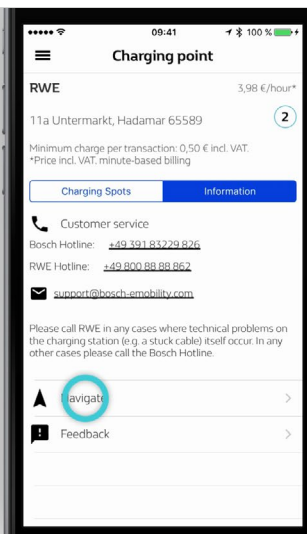 09:41
100 %
Charging point
RWE
3,98 €/hour*
11a Untermarkt, Hadamar 65589
2
Minimum charge per transaction: 0,50 € incl. VAT.
*Price incl. VAT. minute-based billing
Charging Spots
Information
Customer service
Bosch Hotline: +49 391 83229 826
RWE Hotline: +49 800 88 88 862
support@bosch-emobility.com
Please call RWE in any cases where technical problems on
the charging station (e.g. a stuck cable) itself occur. In any
other cases please call the Bosch Hotline.
Navigate
Feedback